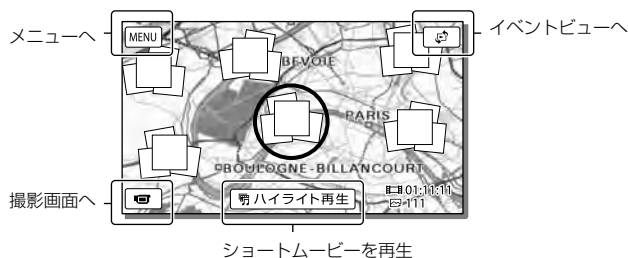 メニューへ
MENU
イベントビューへ
BEVOIE
PARIS
BOULOGNE-BILLANCOURT
撮影画面へ
ハイライト再生
01:11:11
111
ショートムービーを再生